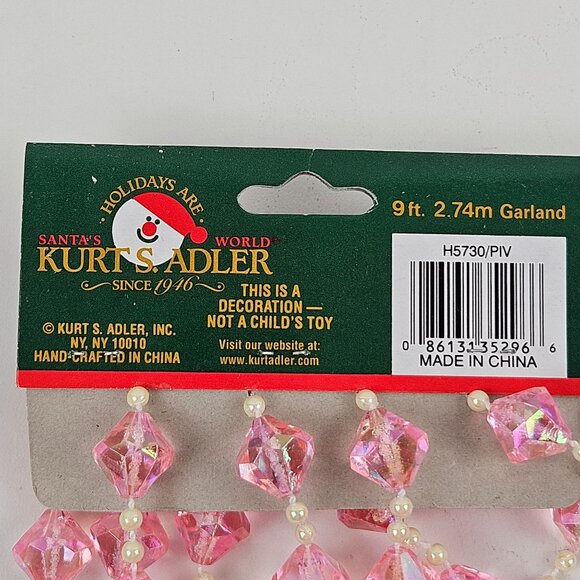 HOLIDAYS ARE
SANTA'S WORLD
KURT S. ADLER
SINCE 1946
© KURT S. ADLER, INC.
NY, NY 10010
HAND-CRAFTED IN CHINA
THIS IS A
DECORATION —
NOT A CHILD'S TOY
Visit our website at:
www.kurtadler.com
9 ft. 2.74m Garland
H5730/PIV
0 86131 35296 6
MADE IN CHINA